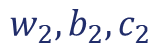 w₂, b₂, c₂